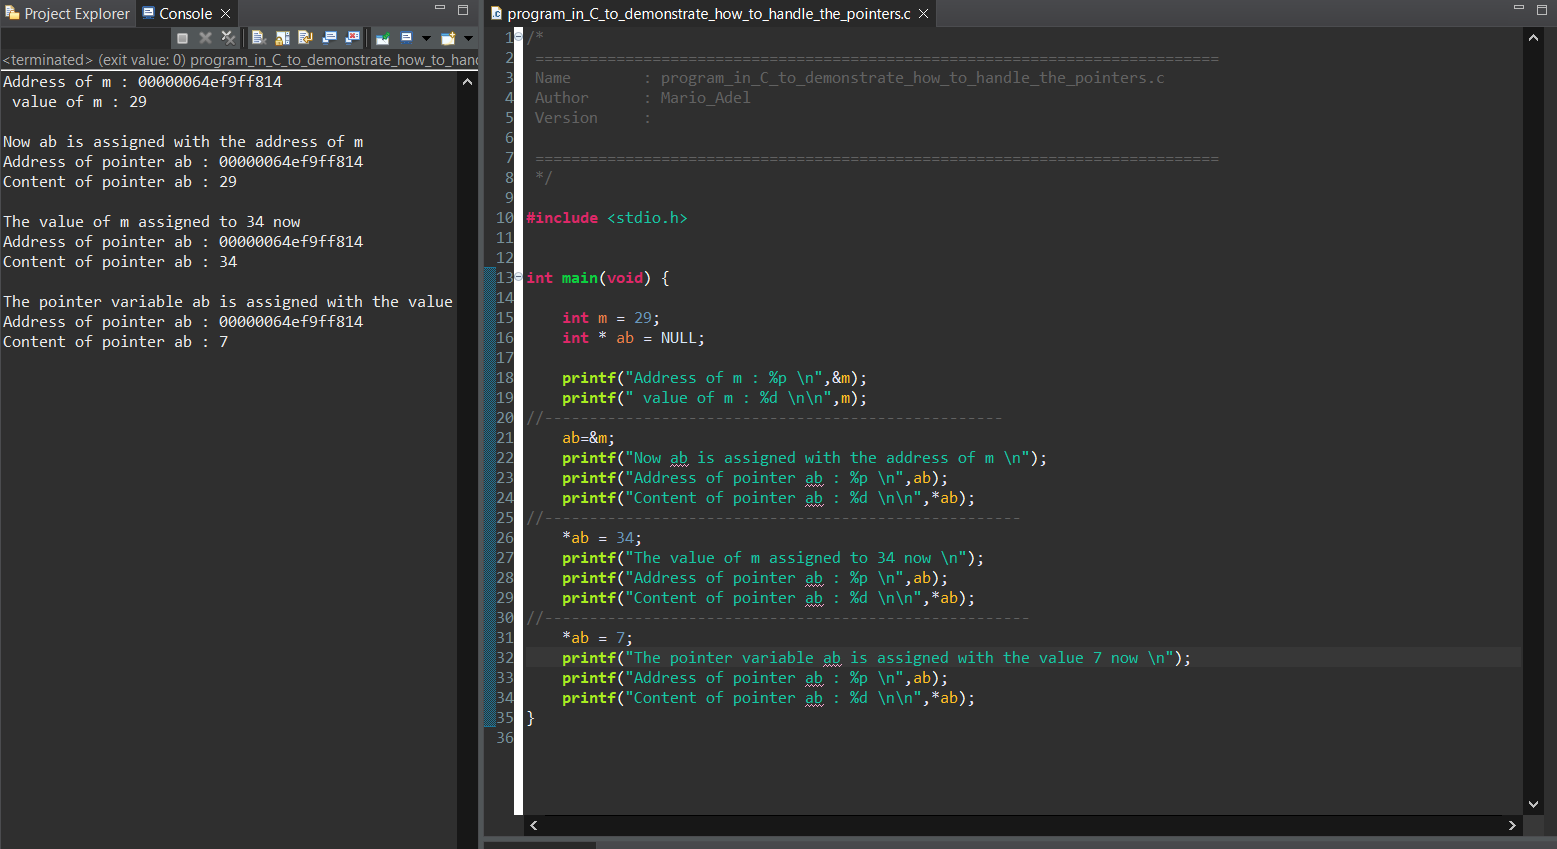 Project Explorer
Console
<terminated> (exit value: 0) program_in_C_to_demonstrate_how_to_hand
Address of m : 00000064ef9ff814
 value of m : 29
Now ab is assigned with the address of m
Address of pointer ab : 00000064ef9ff814
Content of pointer ab : 29
The value of m assigned to 34 now
Address of pointer ab : 00000064ef9ff814
Content of pointer ab : 34
The pointer variable ab is assigned with the value
Address of pointer ab : 00000064ef9ff814
Content of pointer ab : 7
program_in_C_to_demonstrate_how_to_handle_the_pointers.c
1 /*
2  ============================================================================
3  Name        : program_in_C_to_demonstrate_how_to_handle_the_pointers.c
4  Author      : Mario_Adel
5  Version     :
6
7  ============================================================================
8  */
9
10 #include <stdio.h>
11
12
13 int main(void) {
14
15     int m = 29;
16     int * ab = NULL;
17
18     printf("Address of m : %p \n",&m);
19     printf(" value of m : %d \n\n",m);
20 //---------------------------------------------------
21     ab=&m;
22     printf("Now ab is assigned with the address of m \n");
23     printf("Address of pointer ab : %p \n",ab);
24     printf("Content of pointer ab : %d \n\n",*ab);
25 //-----------------------------------------------------
26     *ab = 34;
27     printf("The value of m assigned to 34 now \n");
28     printf("Address of pointer ab : %p \n",ab);
29     printf("Content of pointer ab : %d \n\n",*ab);
30 //------------------------------------------------------
31     *ab = 7;
32     printf("The pointer variable ab is assigned with the value 7 now \n");
33     printf("Address of pointer ab : %p \n",ab);
34     printf("Content of pointer ab : %d \n\n",*ab);
35 }
36